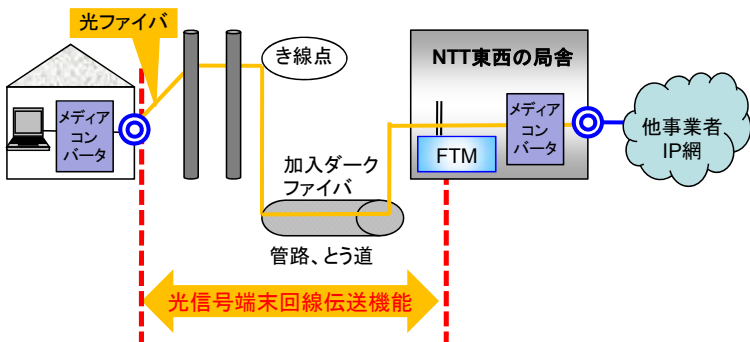 光ファイバ
メディア
コン
バータ
き線点
加入ダーク
ファイバ
管路、とう道
NTT東西の局舎
FTM
メディア
コン
バータ
他事業者
IP網
光信号端末回線伝送機能